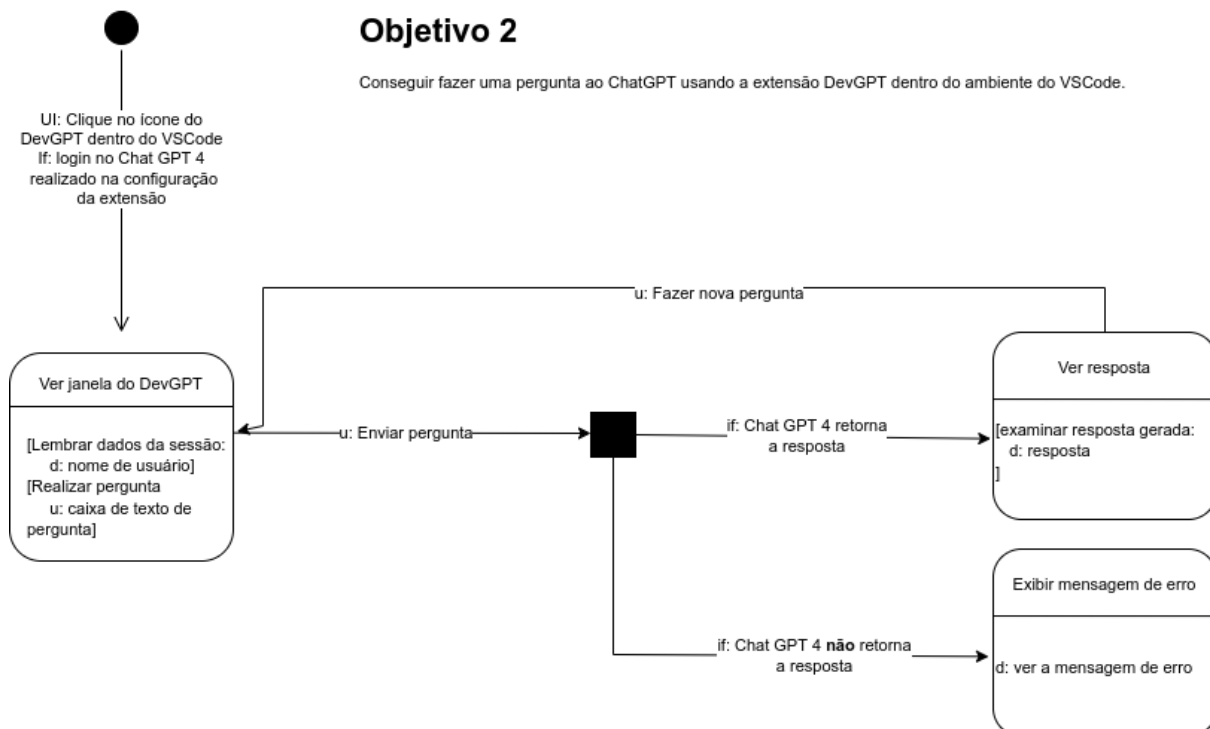 Objetivo 2
Conseguir fazer uma pergunta ao ChatGPT usando a extensão DevGPT dentro do ambiente do VSCode.
UI: Clique no ícone do
DevGPT dentro do VSCode
If: login no Chat GPT 4
realizado na configuração
da extensão
u: Fazer nova pergunta
Ver janela do DevGPT
[Lembrar dados da sessão:
d: nome de usuário]
[Realizar pergunta
u: caixa de texto de
pergunta]
u: Enviar pergunta
if: Chat GPT 4 retorna
a resposta
Ver resposta
[examinar resposta gerada:
d: resposta
]
if: Chat GPT 4 não retorna
a resposta
Exibir mensagem de erro
d: ver a mensagem de erro